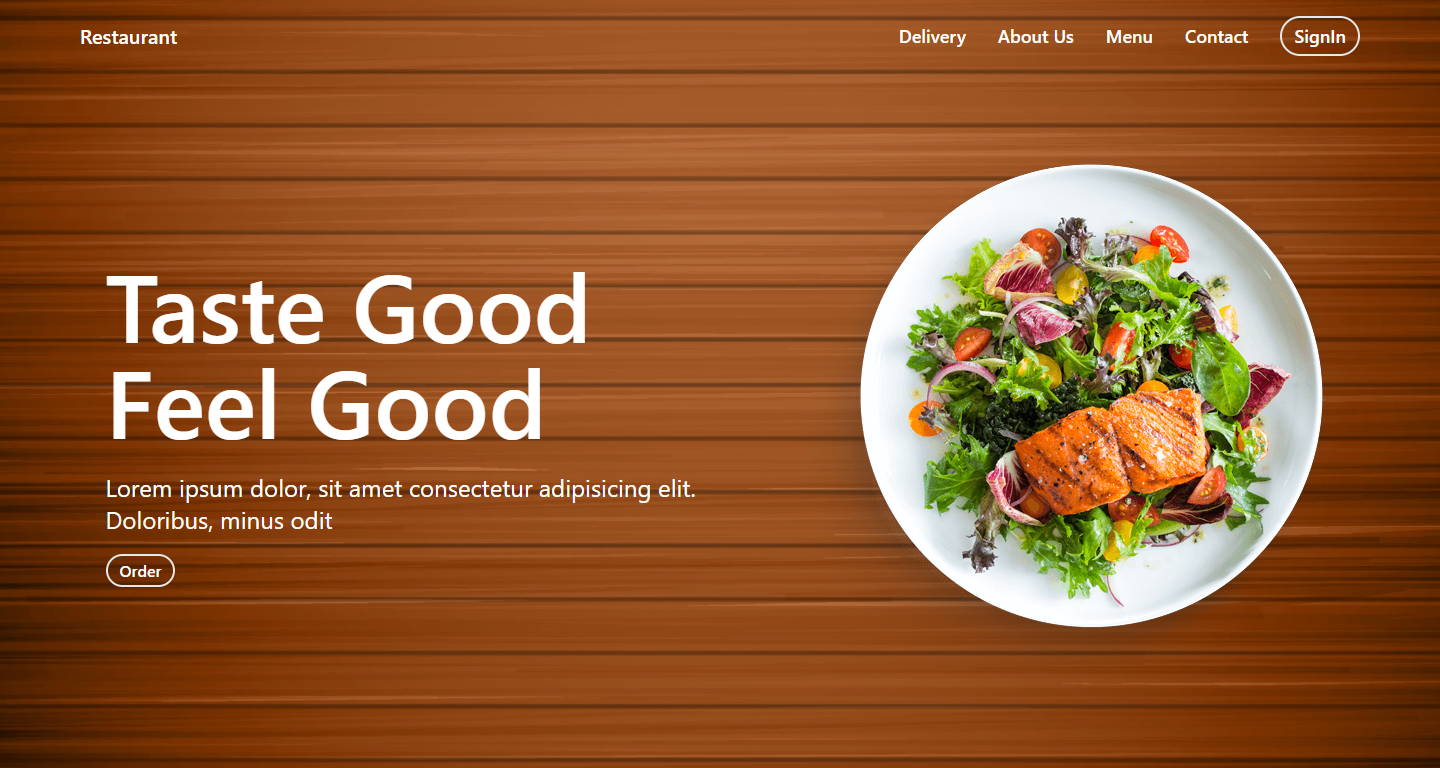 Restaurant
Delivery
About Us
Menu
Contact
SignIn
Taste Good
Feel Good
Lorem ipsum dolor, sit amet consectetur adipisicing elit.
Doloribus, minus odit
Order